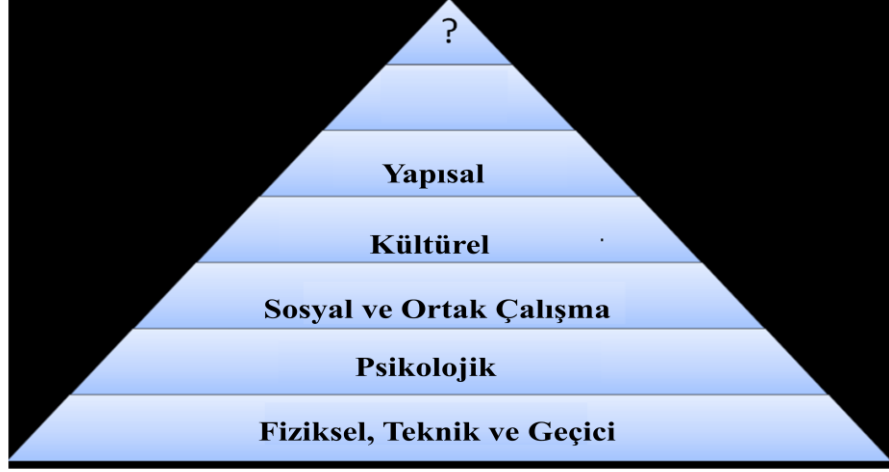 ?
Yapısal
Kültürel
Sosyal ve Ortak Çalışma
Psikolojik
Fiziksel, Teknik ve Geçici